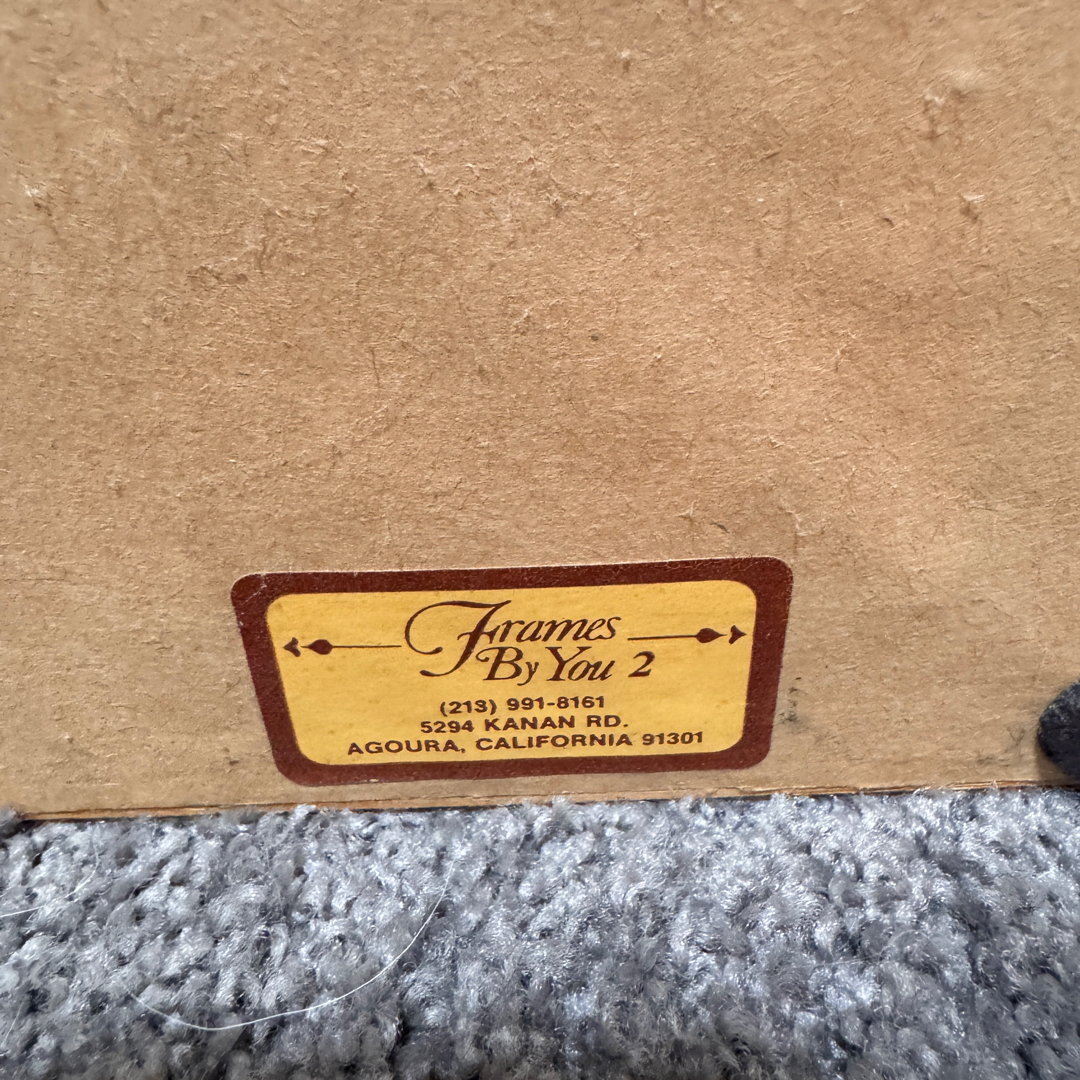 Frames
By You 2
(213) 991-8161
5294 KANAN RD.
AGOURA, CALIFORNIA 91301